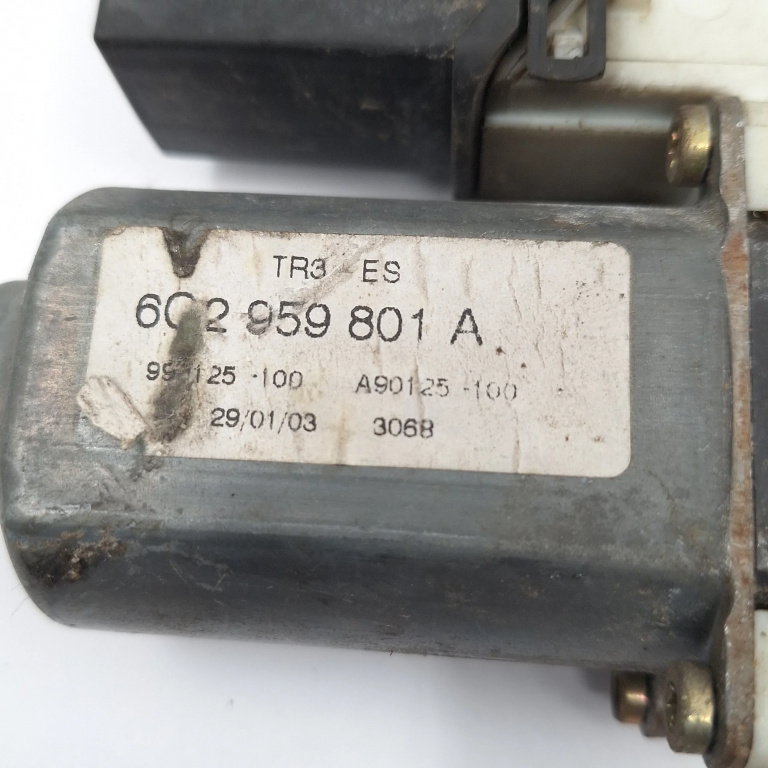 TR3 - ES
6Q2 959 801 A
A90125-100
29/01/03 3068